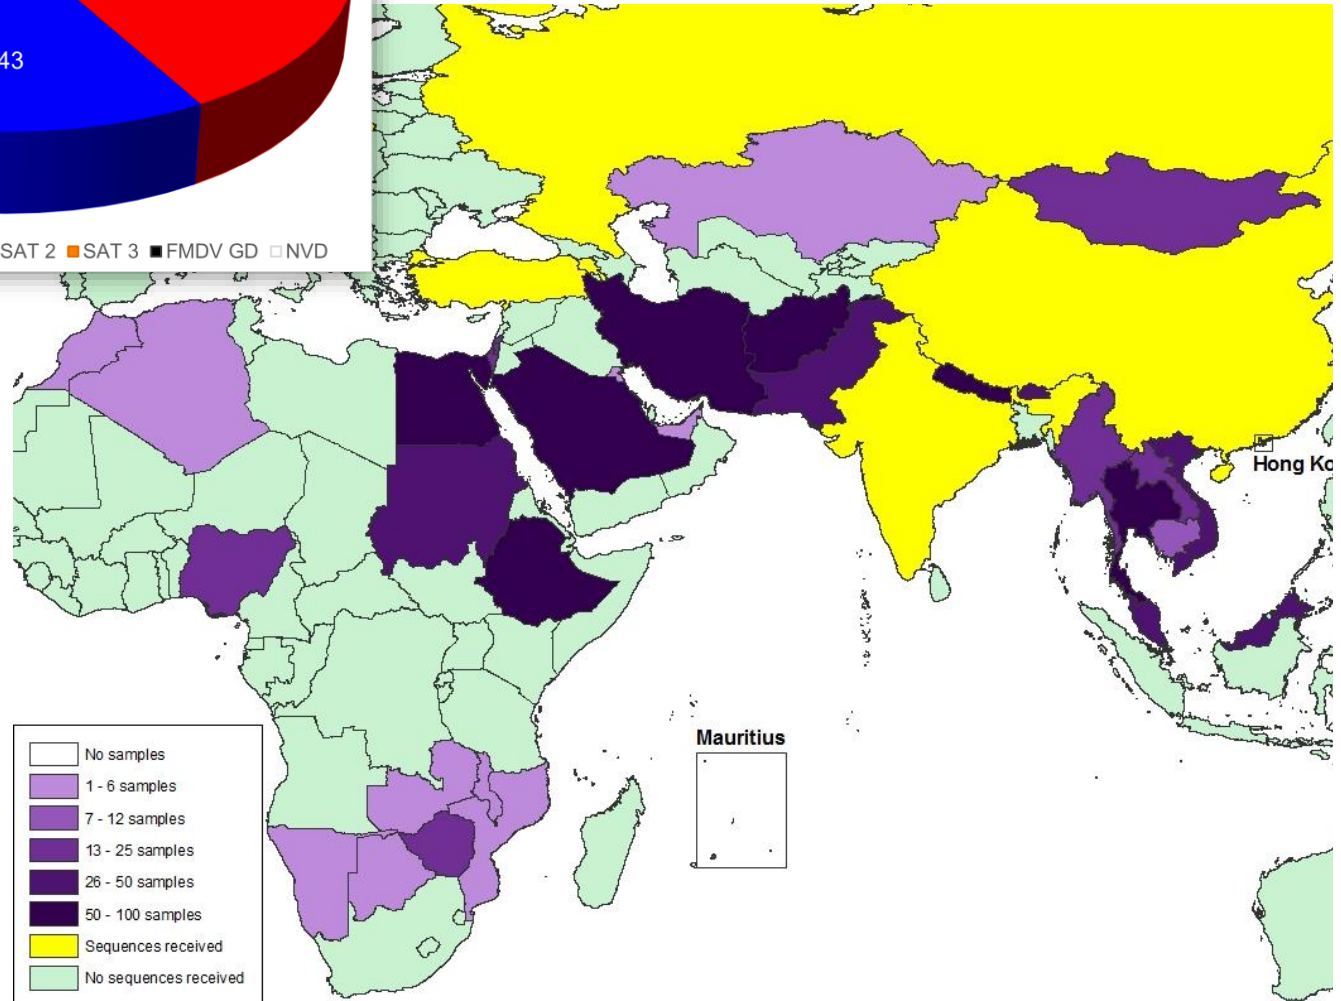 43
SAT 2 SAT 3 FMDV GD NVD
Hong Ko
Mauritius
No samples
1 - 6 samples
7 - 12 samples
13 - 25 samples
26 - 50 samples
50 - 100 samples
Sequences received
No sequences received